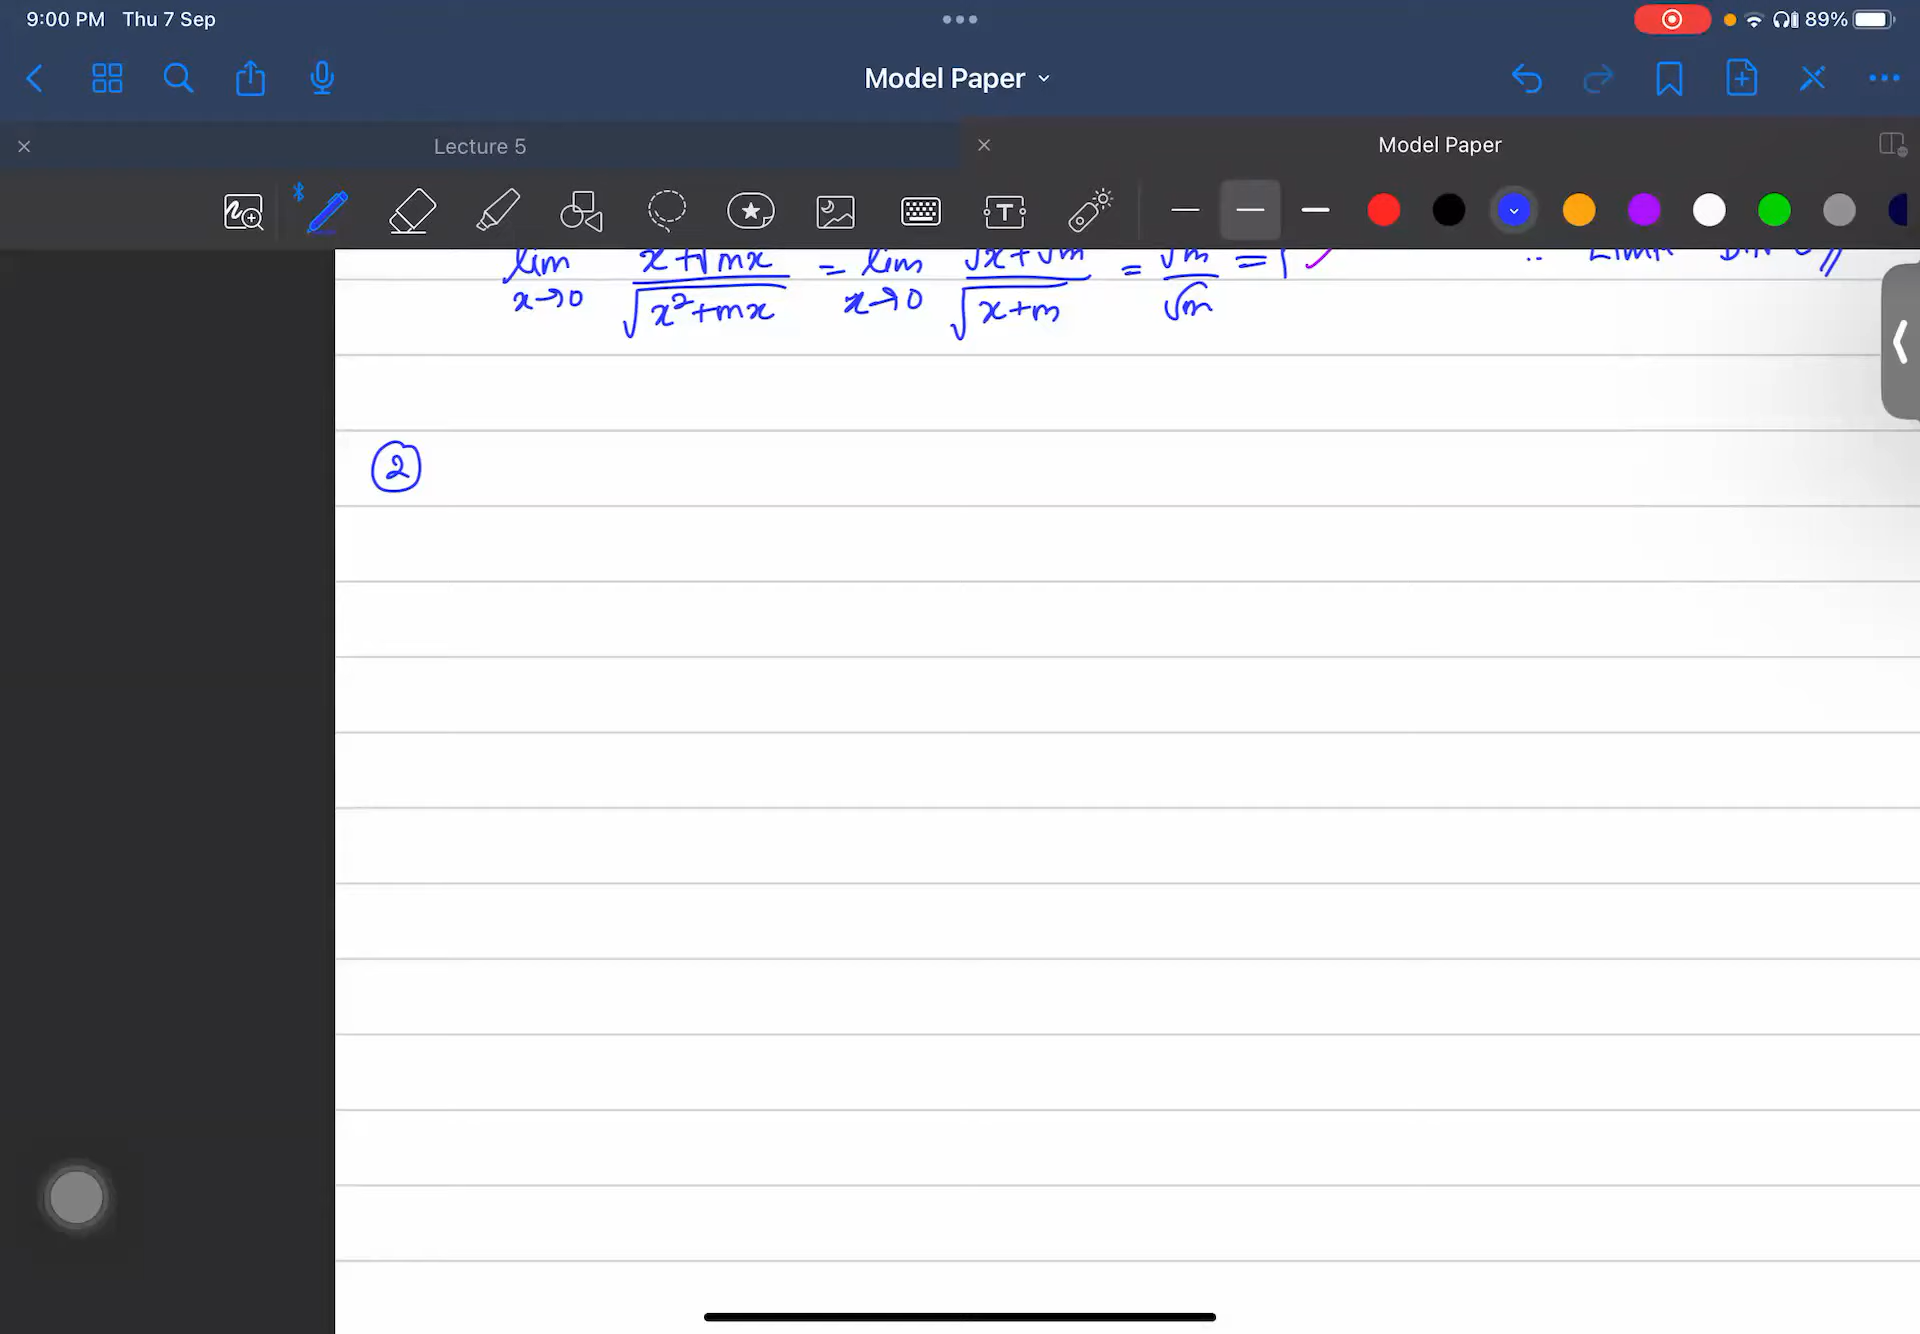 9:00 PM Thu 7 Sep
89%
Model Paper
Lecture 5
Model Paper
T
lim x→0 x+√mx / √(x²+mx) = lim x→0 √x+√m / √(x+m) = √m / √m = 1 ✓
②